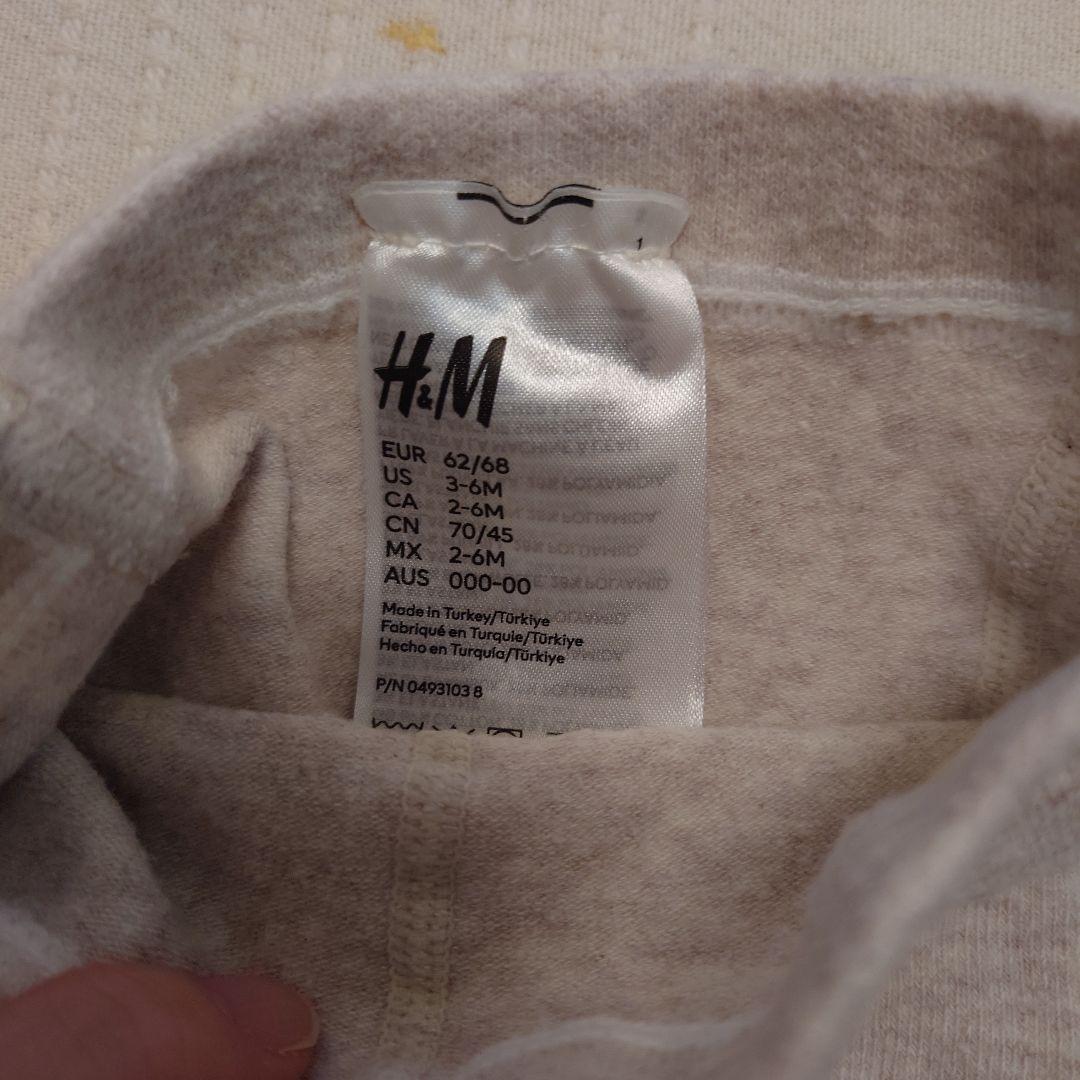 1
H&M
EUR 62/68
US 3-6M
CA 2-6M
CN 70/45
MX 2-6M
AUS 000-00
Made in Turkey/Türkiye
Fabriqué en Turquie/Türkiye
Hecho en Turquía/Türkiye
P/N 0493103 8